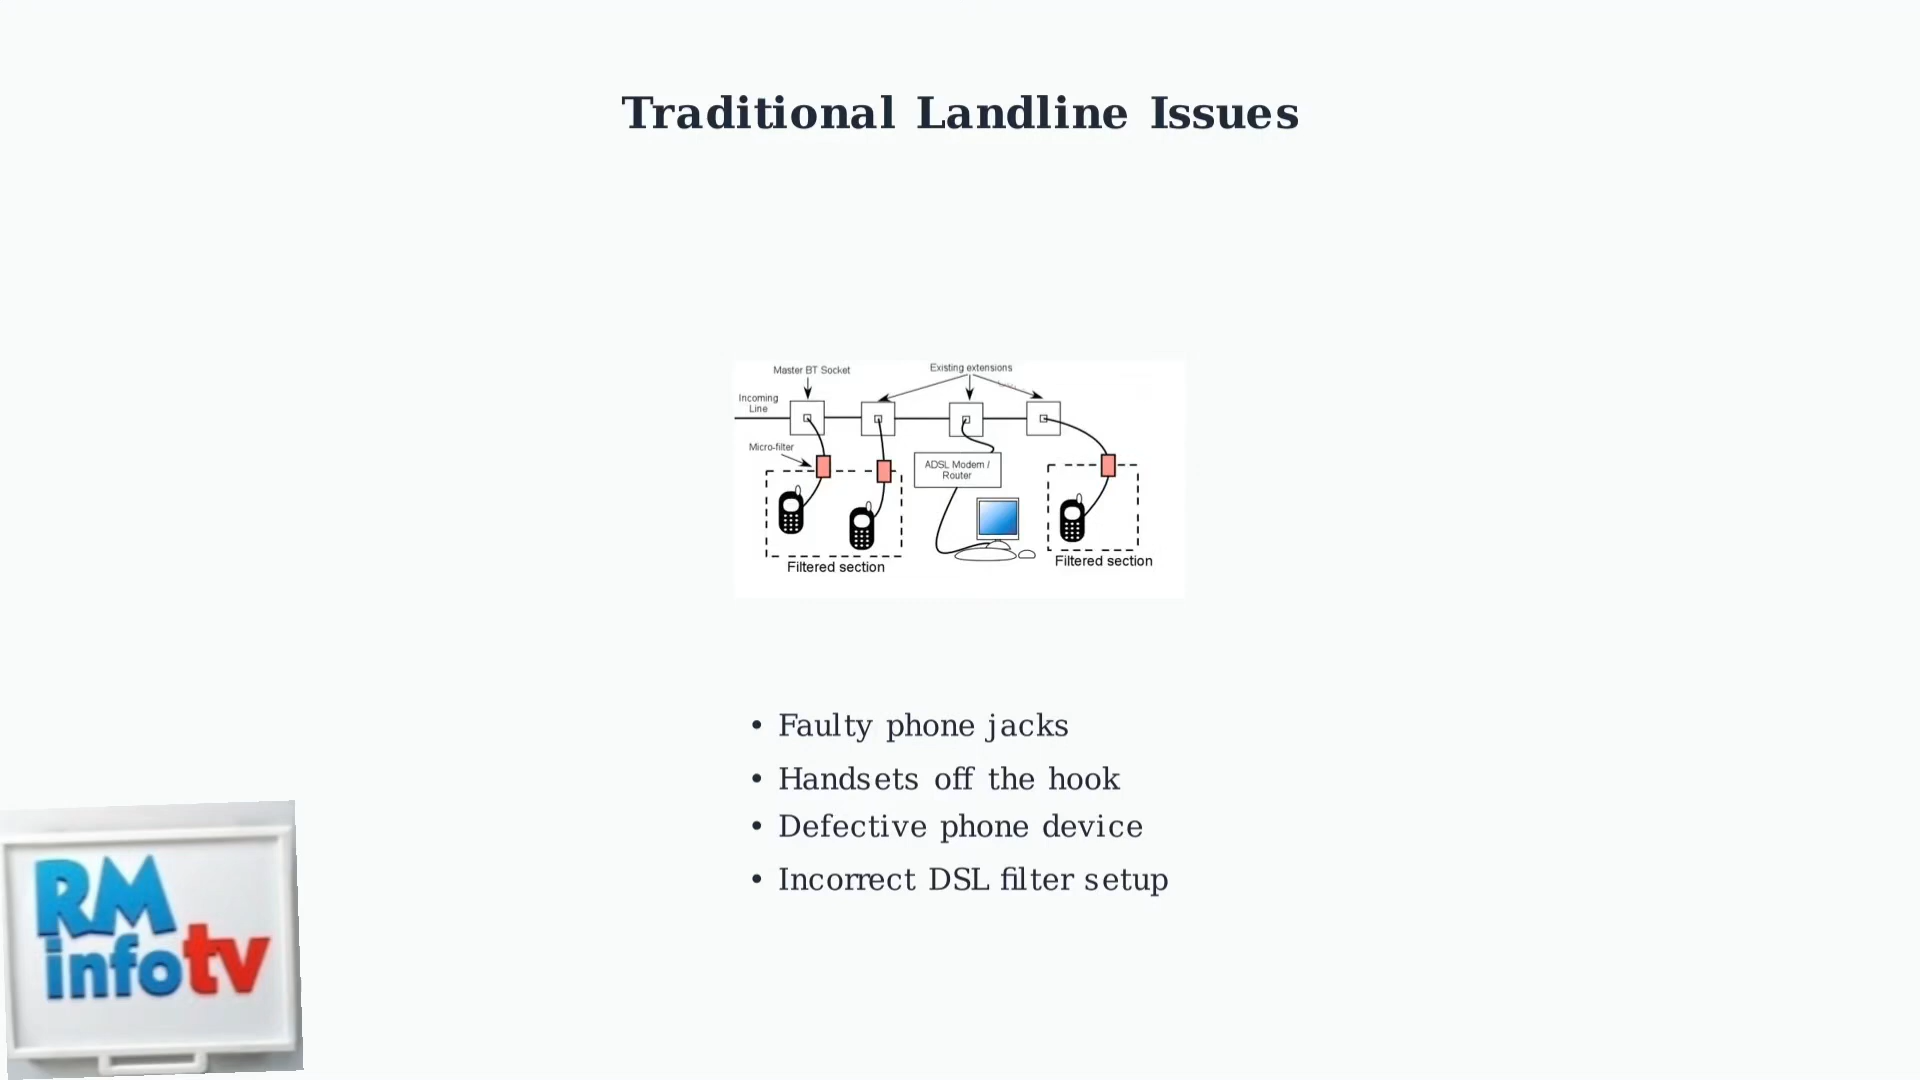 Traditional Landline Issues
Master BT Socket
Existing extensions
Incoming
Line
Micro-filter
ADSL Modem /
Router
Filtered section
Filtered section
• Faulty phone jacks
• Handsets off the hook
• Defective phone device
• Incorrect DSL filter setup
RM
infotv